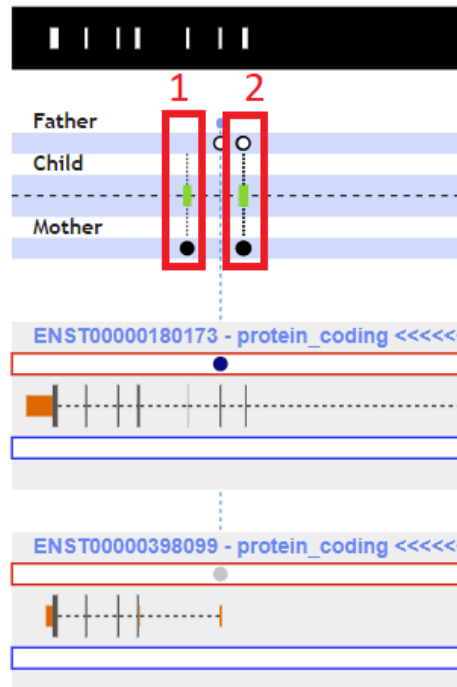 1 2
Father
Child
Mother
ENST00000180173 - protein_coding <<<<<
ENST00000398099 - protein_coding <<<<<